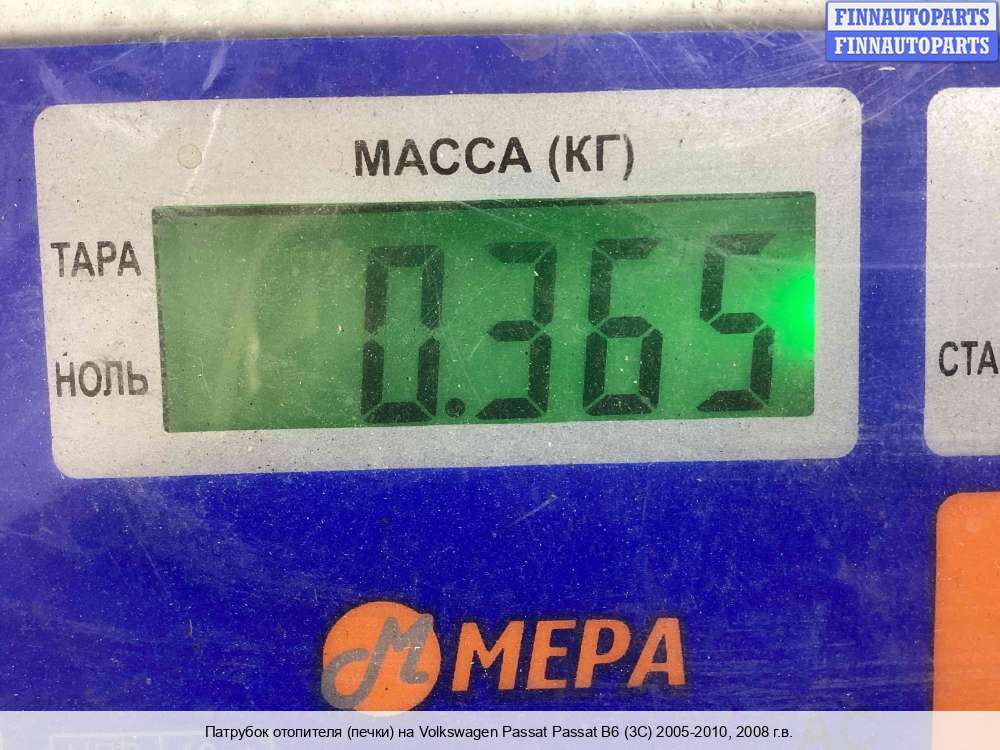 FINNAUTOPARTS
FINNAUTOPARTS
МАССА (КГ)
ТАРА
0.365
НОЛЬ
СТА
МЕРА
Патрубок отопителя (печки) на Volkswagen Passat Passat B6 (3C) 2005-2010, 2008 г.в.